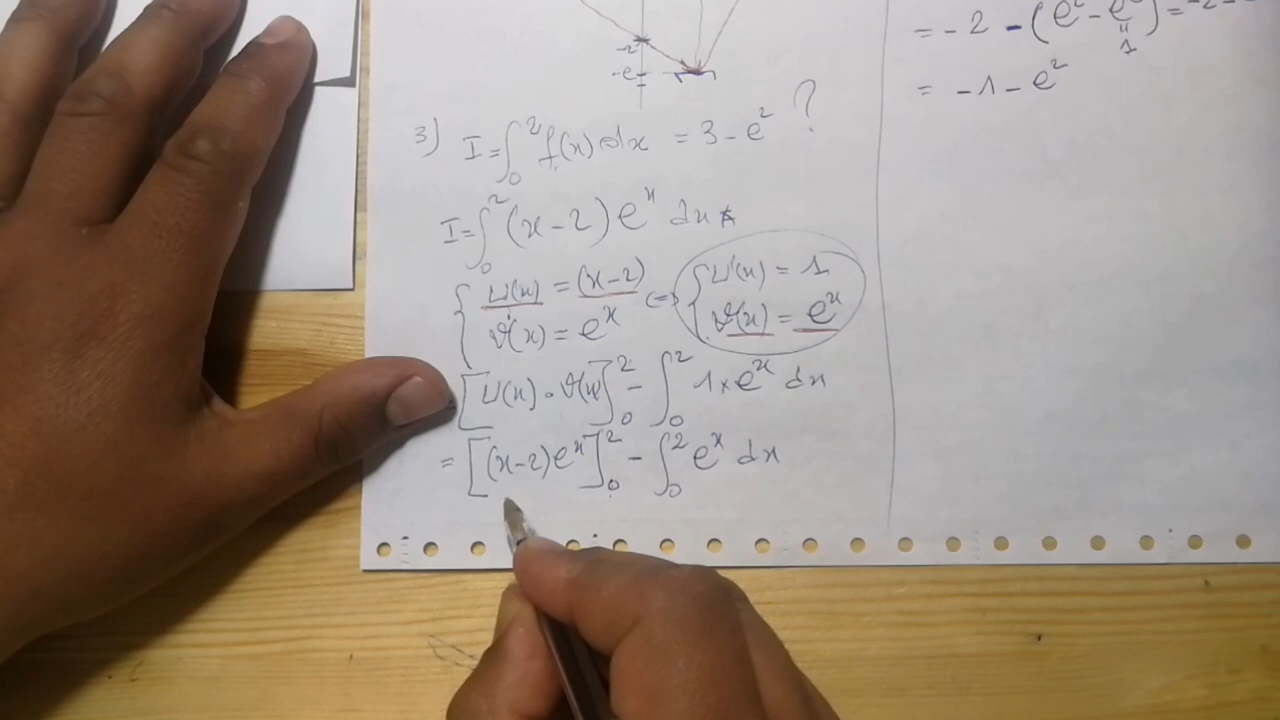 -2
-e
3) I = ∫₀² f(x) dx = 3 - e² ?
I = ∫₀² (x-2) eˣ dx
{ U(x) = (x-2) <=> { U'(x) = 1
{ V'(x) = eˣ { V(x) = eˣ
[U(x) · V(x)]₀² - ∫₀² 1 × eˣ dx
= [(x-2)eˣ]₀² - ∫₀² eˣ dx
= -2 - (e² - e
" 1
= -1 - e²